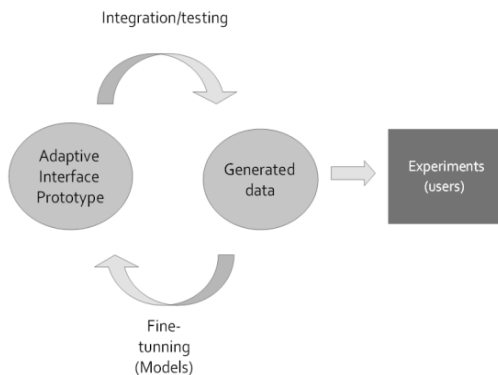 Integration/testing
Adaptive
Interface
Prototype
Generated
data
Experiments
(users)
Fine-
tunning
(Models)